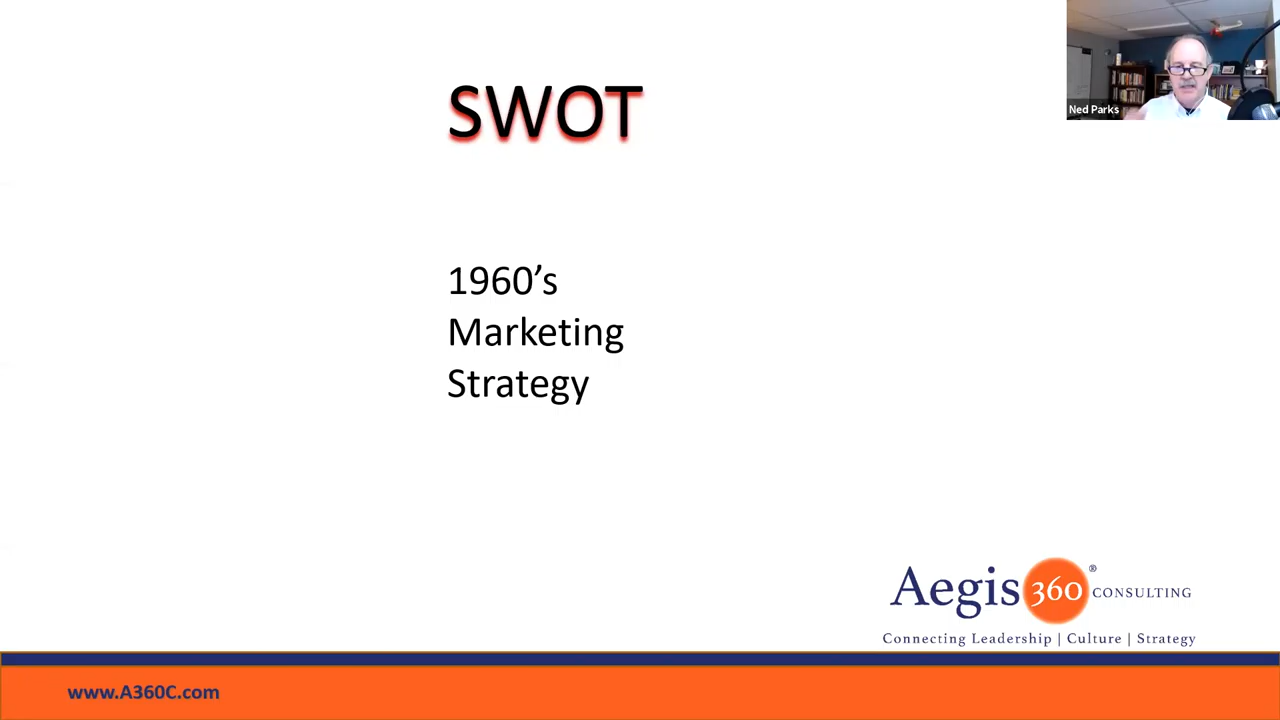 SWOT
Ned Parks
1960’s
Marketing
Strategy
Aegis 360® CONSULTING
Connecting Leadership | Culture | Strategy
www.A360C.com